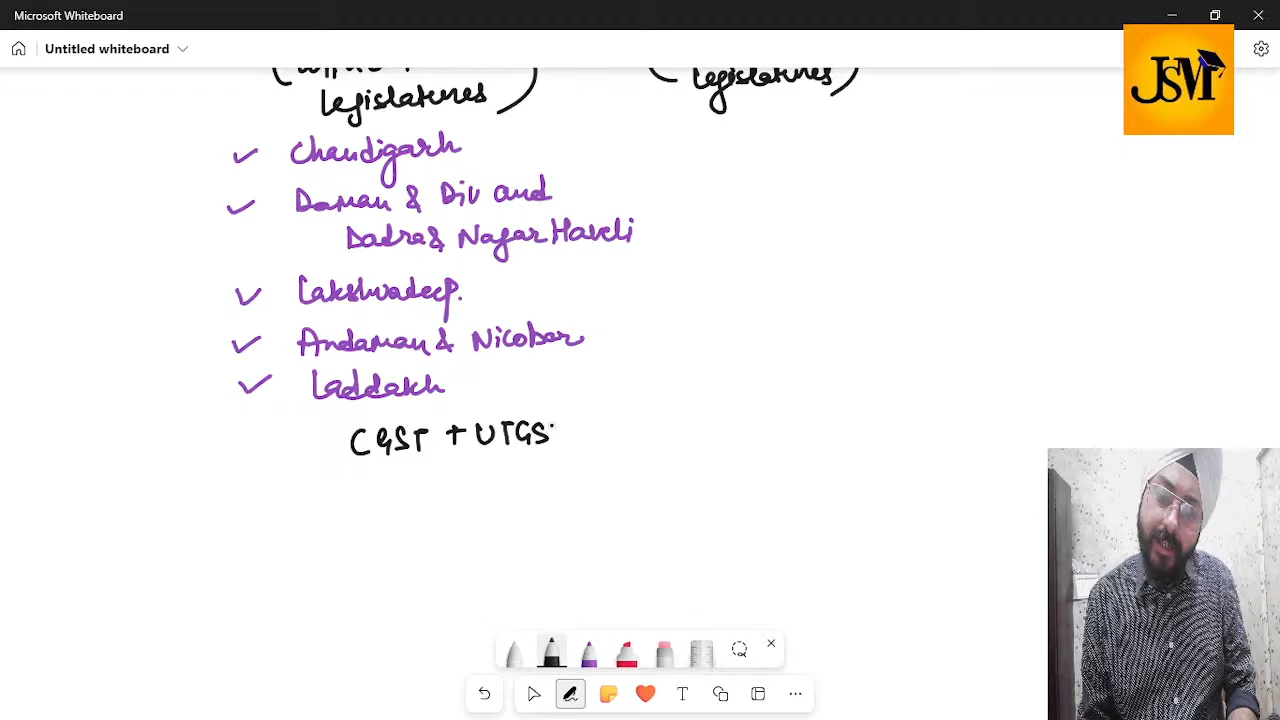 Microsoft Whiteboard
Untitled whiteboard
JSM
legislatures )
legislatures )
✓ Chandigarh
✓ Daman & Diu and
Dadra & Nagar Haveli
✓ Lakshwadeep.
✓ Andaman & Nicobar
✓ Laddakh
CGST + UTGS